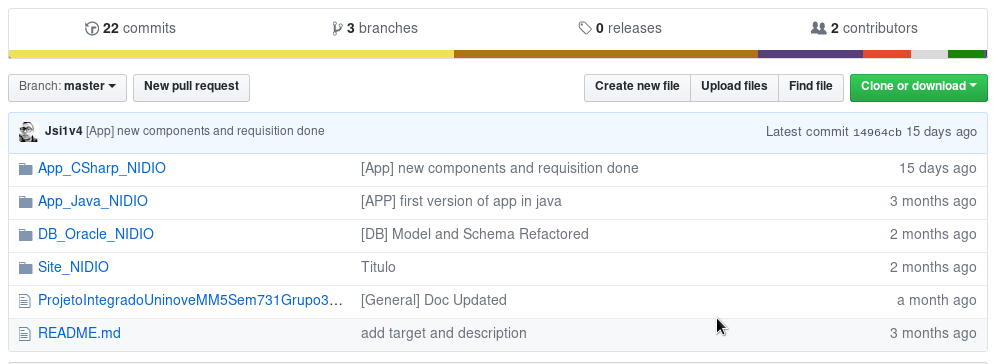 22 commits 3 branches 0 releases 2 contributors
Branch: master New pull request Create new file Upload files Find file Clone or download
Jsi1v4 [App] new components and requisition done Latest commit 14964cb 15 days ago
App_CSharp_NIDIO [App] new components and requisition done 15 days ago
App_Java_NIDIO [APP] first version of app in java 3 months ago
DB_Oracle_NIDIO [DB] Model and Schema Refactored 2 months ago
Site_NIDIO Titulo 2 months ago
ProjetoIntegradoUninoveMM5Sem731Grupo3... [General] Doc Updated a month ago
README.md add target and description 3 months ago